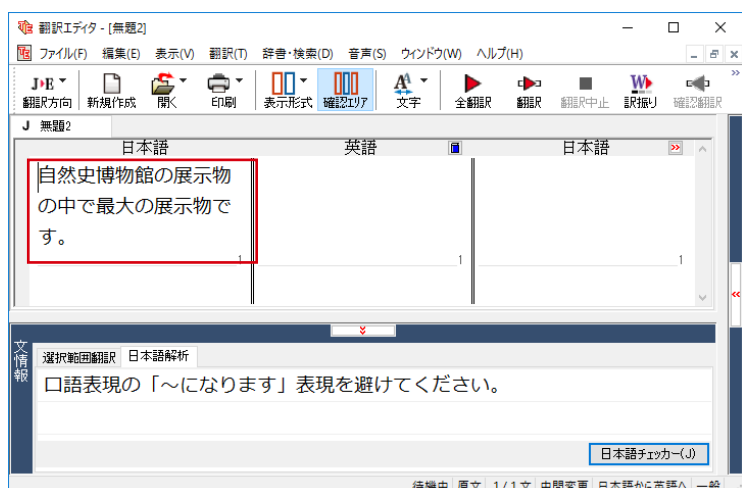 翻訳エディタ - [無題2]
ファイル(F) 編集(E) 表示(V) 翻訳(T) 辞書・検索(D) 音声(S) ウィンドウ(W) ヘルプ(H)
J▸E
翻訳方向 新規作成 開く 印刷 表示形式 確認エリア 文字 全翻訳 翻訳 翻訳中止 訳振り 確認翻訳
J 無題2
日本語 英語 日本語
自然史博物館の展示物
の中で最大の展示物で
す。
1 1 1
文情報
選択範囲翻訳 日本語解析
口語表現の「～になります」表現を避けてください。
日本語チェッカー(J)
待機中 原文 1/1文 中間変更 日本語から英語へ 一般